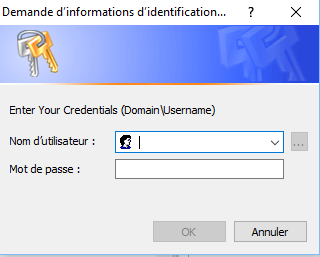 Demande d'informations d'identification...
Enter Your Credentials (Domain\Username)
Nom d'utilisateur :
...
Mot de passe :
OK
Annuler